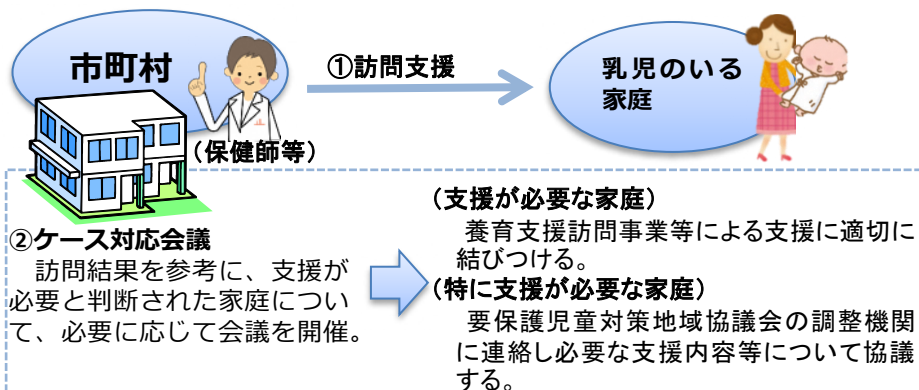 市町村
①訪問支援
乳児のいる
家庭
（保健師等）
②ケース対応会議
訪問結果を参考に、支援が
必要と判断された家庭につい
て、必要に応じて会議を開催。
（支援が必要な家庭）
養育支援訪問事業等による支援に適切に
結びつける。
（特に支援が必要な家庭）
要保護児童対策地域協議会の調整機関
に連絡し必要な支援内容等について協議
する。